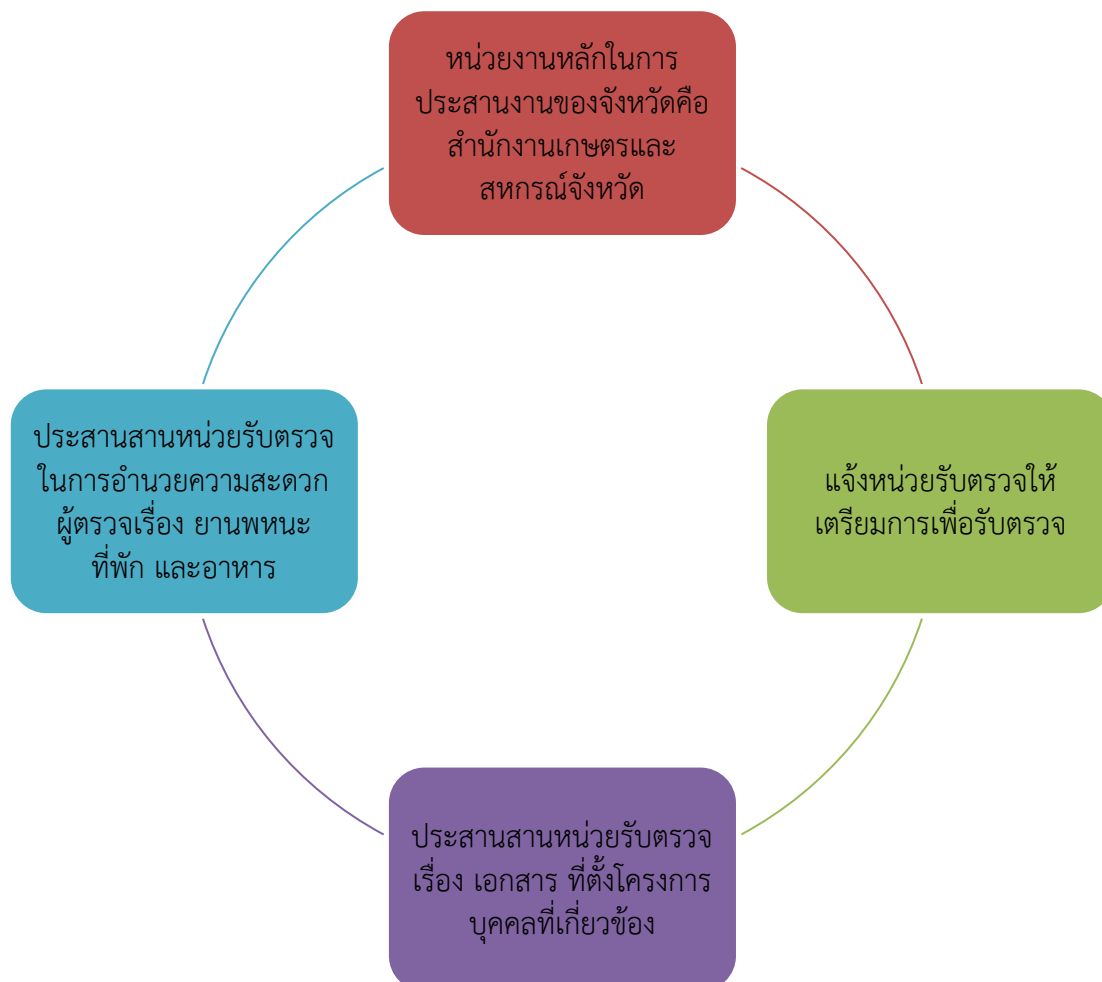 หน่วยงานหลักในการ
ประสานงานของจังหวัดคือ
สำนักงานเกษตรและ
สหกรณ์จังหวัด
แจ้งหน่วยรับตรวจให้
เตรียมการเพื่อรับตรวจ
ประสานสานหน่วยรับตรวจ
เรื่อง เอกสาร ที่ตั้งโครงการ
บุคคลที่เกี่ยวข้อง
ประสานสานหน่วยรับตรวจ
ในการอำนวยความสะดวก
ผู้ตรวจเรื่อง ยานพหนะ
ที่พัก และอาหาร